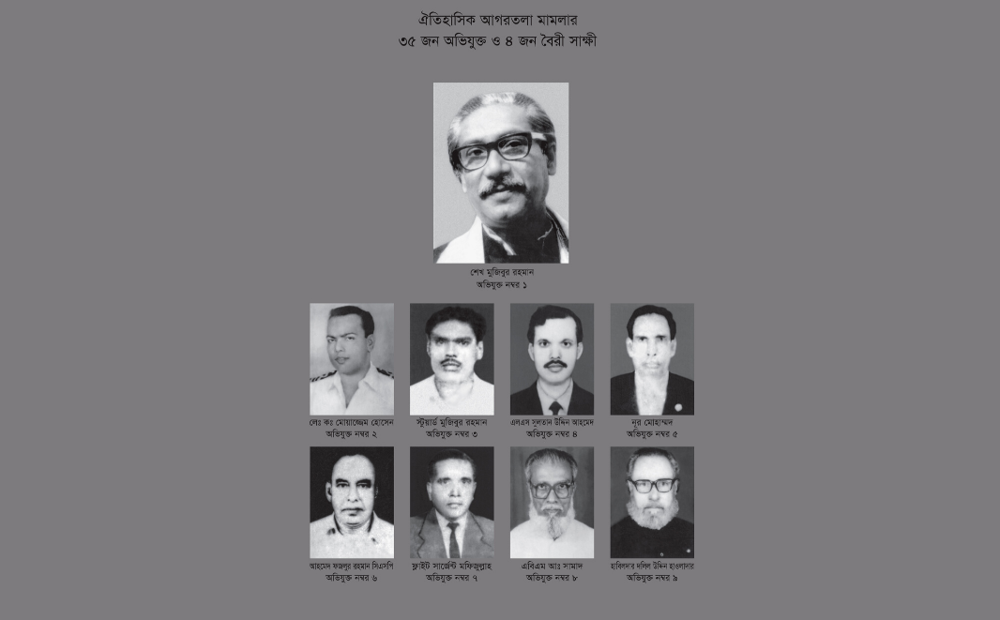 ঐতিহাসিক আগরতলা মামলার
৩৫ জন অভিযুক্ত ও ৪ জন বৈরী সাক্ষী
শেখ মুজিবুর রহমান
অভিযুক্ত নম্বর ১
লেঃ কঃ মোয়াজ্জেম হোসেন
অভিযুক্ত নম্বর ২
স্টুয়ার্ড মুজিবুর রহমান
অভিযুক্ত নম্বর ৩
এলএস সুলতান উদ্দিন আহমেদ
অভিযুক্ত নম্বর ৪
নূর মোহাম্মদ
অভিযুক্ত নম্বর ৫
আহমেদ ফজলুর রহমান সিএসপি
অভিযুক্ত নম্বর ৬
ফ্লাইট সার্জেন্ট মফিজুল্লাহ
অভিযুক্ত নম্বর ৭
এবিএম আঃ সামাদ
অভিযুক্ত নম্বর ৮
হাবিলদার দলিল উদ্দিন হাওলাদার
অভিযুক্ত নম্বর ৯